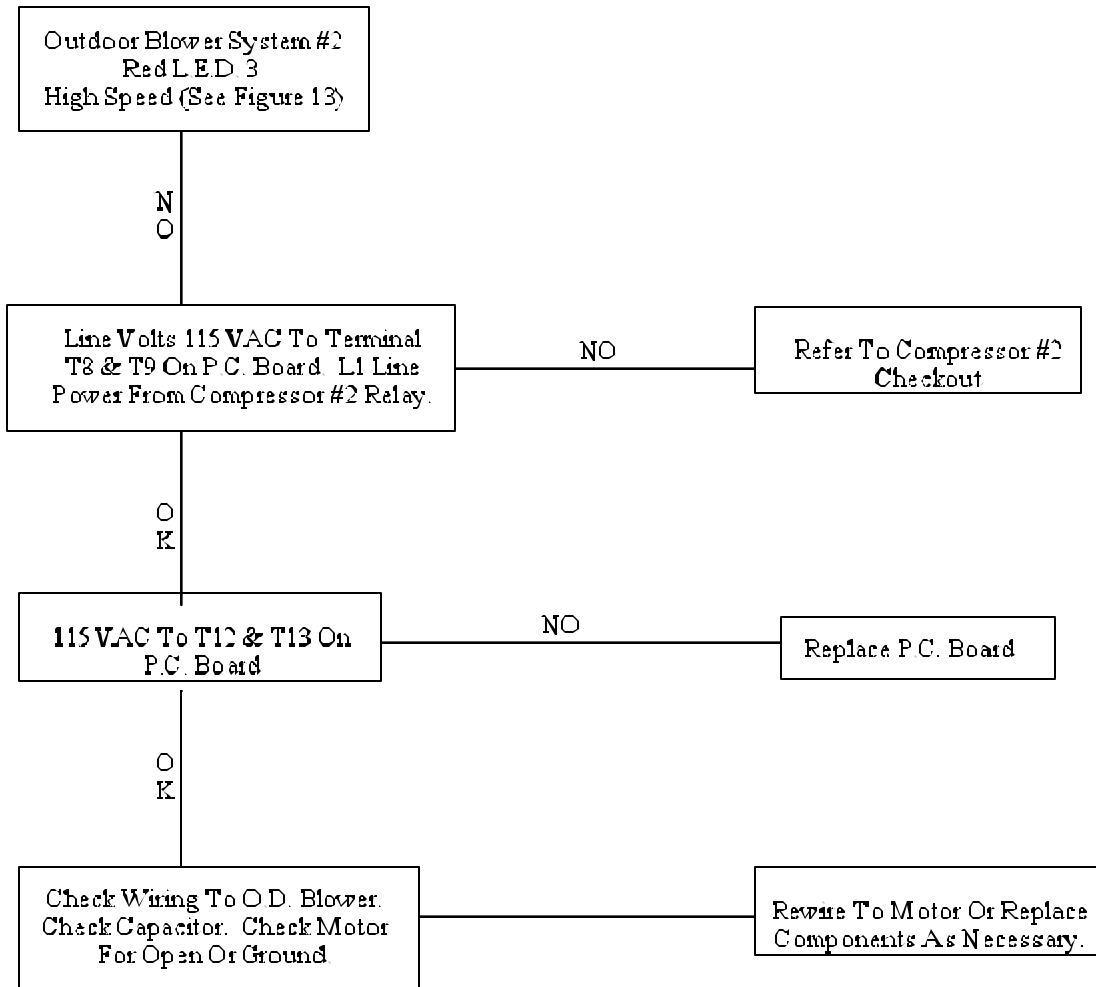 Outdoor Blower System #2
Red L.E.D. 3
High Speed (See Figure 13)
N
O
Line Volts 115 VAC To Terminal
T8 & T9 On P.C. Board. L1 Line
Power From Compressor #2 Relay.
NO
Refer To Compressor #2
Checkout
O
K
115 VAC To T12 & T13 On
P.C. Board
NO
Replace P.C. Board
O
K
Check Wiring To O.D. Blower.
Check Capacitor. Check Motor
For Open Or Ground.
Rewire To Motor Or Replace
Components As Necessary.